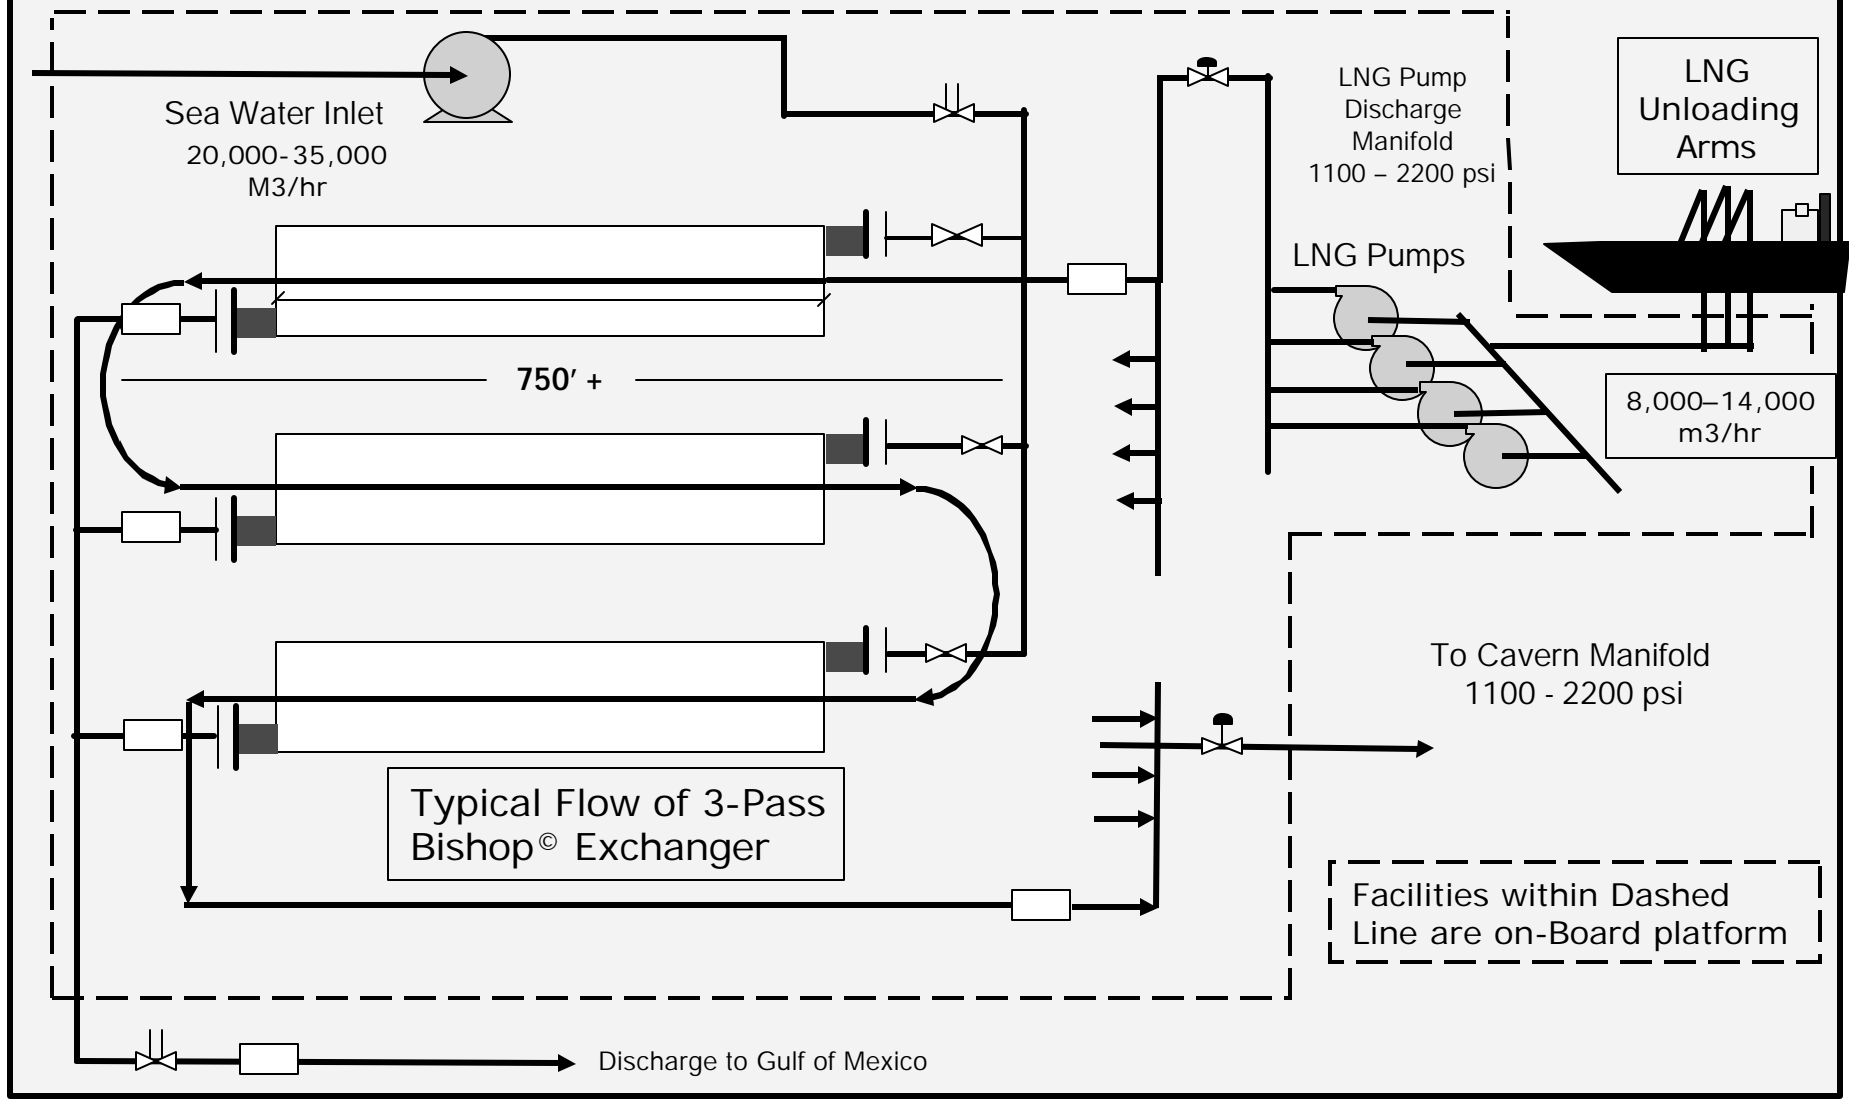 Sea Water Inlet
20,000-35,000
M3/hr
LNG Pump
Discharge
Manifold
1100 – 2200 psi
LNG
Unloading
Arms
LNG Pumps
750′ +
8,000–14,000
m3/hr
To Cavern Manifold
1100 - 2200 psi
Typical Flow of 3-Pass
Bishop© Exchanger
Facilities within Dashed
Line are on-Board platform
Discharge to Gulf of Mexico